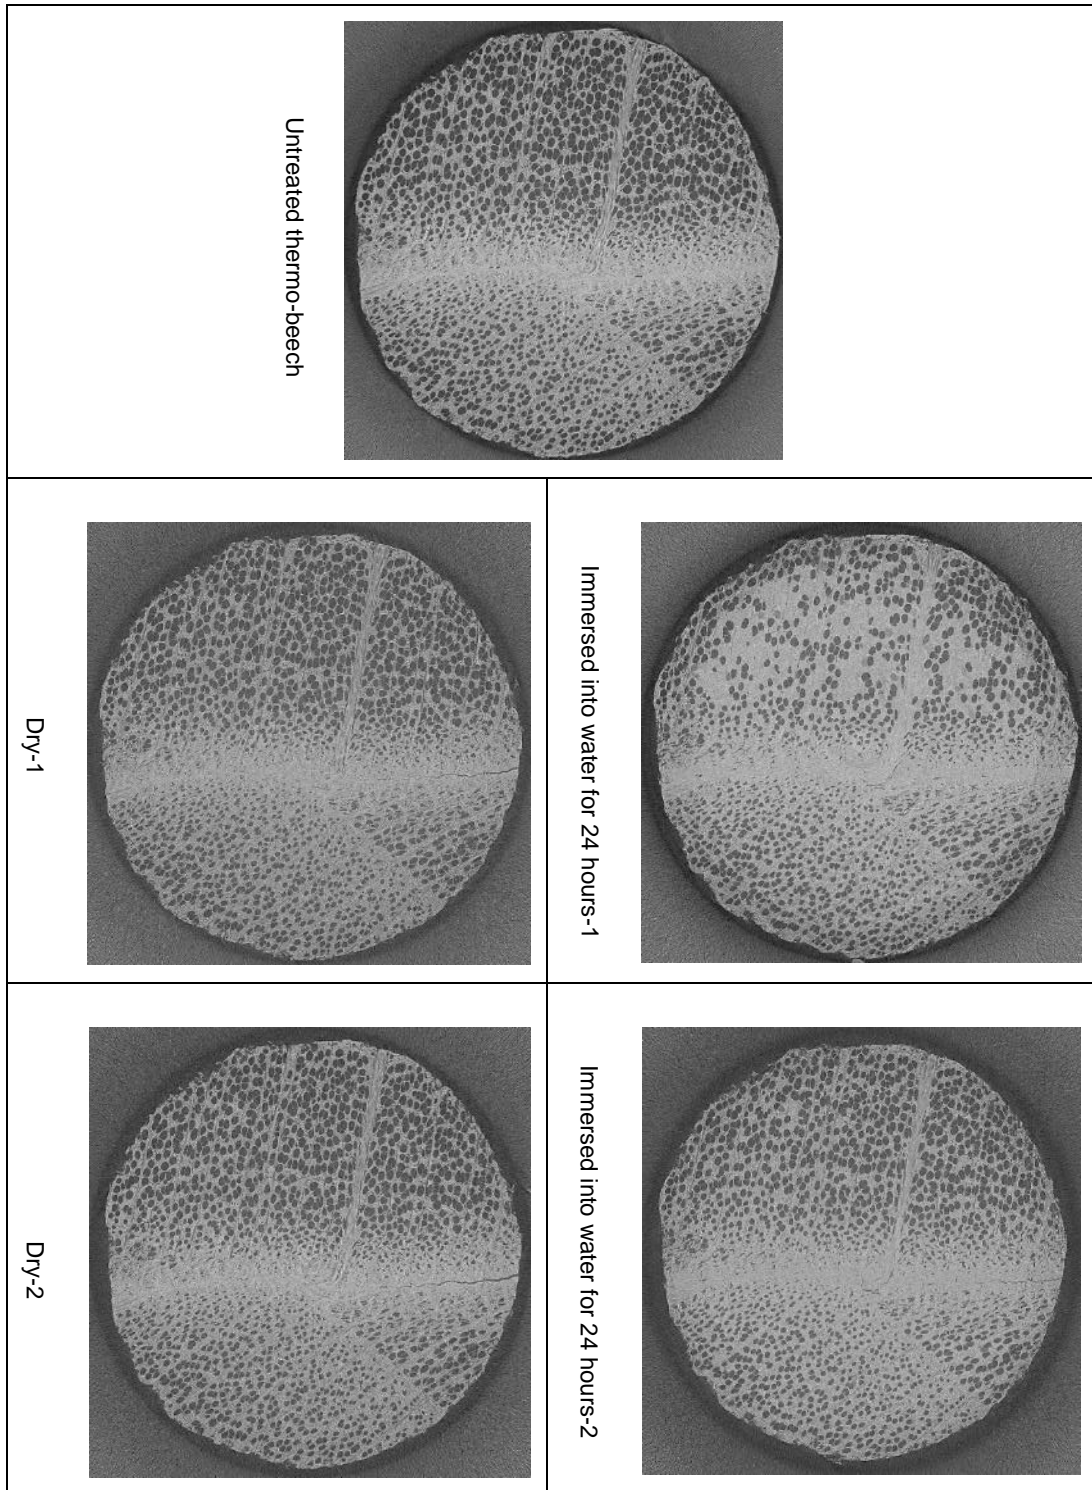 Untreated thermo-beech
Dry-1
Immersed into water for 24 hours-1
Dry-2
Immersed into water for 24 hours-2